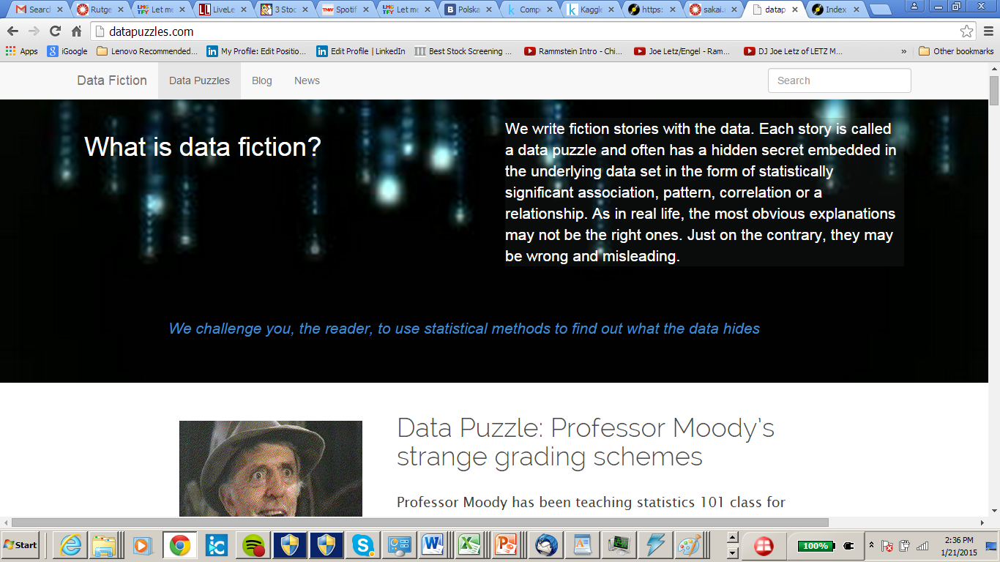 Search
Rutge
Let me
LiveLe
3 Stoc
Spotif
Let me
Polska
Compe
Kaggle
https:
sakai.r
datap
Index
datapuzzles.com
Apps
iGoogle
Lenovo Recommended...
My Profile: Edit Positio...
Edit Profile | LinkedIn
Best Stock Screening ...
Rammstein Intro - Chi...
Joe Letz/Engel - Ram...
DJ Joe Letz of LETZ M...
»
Other bookmarks
Data Fiction
Data Puzzles
Blog
News
Search
What is data fiction?
We write fiction stories with the data. Each story is called
a data puzzle and often has a hidden secret embedded in
the underlying data set in the form of statistically
significant association, pattern, correlation or a
relationship. As in real life, the most obvious explanations
may not be the right ones. Just on the contrary, they may
be wrong and misleading.
We challenge you, the reader, to use statistical methods to find out what the data hides
Data Puzzle: Professor Moody's
strange grading schemes
Professor Moody has been teaching statistics 101 class for
Start
100%
2:36 PM
1/21/2015